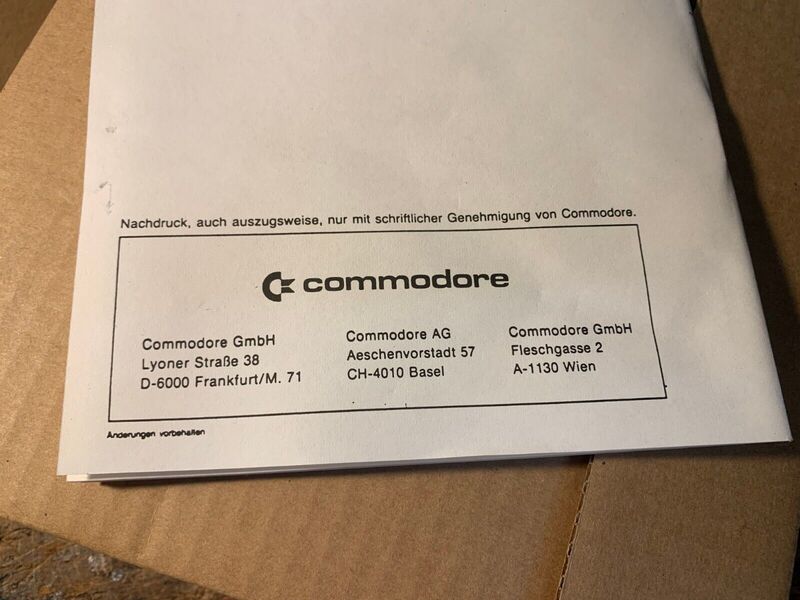 Nachdruck, auch auszugsweise, nur mit schriftlicher Genehmigung von Commodore.
commodore
Commodore GmbH
Lyoner Straße 38
D-6000 Frankfurt/M. 71
Commodore AG
Aeschenvorstadt 57
CH-4010 Basel
Commodore GmbH
Fleschgasse 2
A-1130 Wien
Änderungen vorbehalten